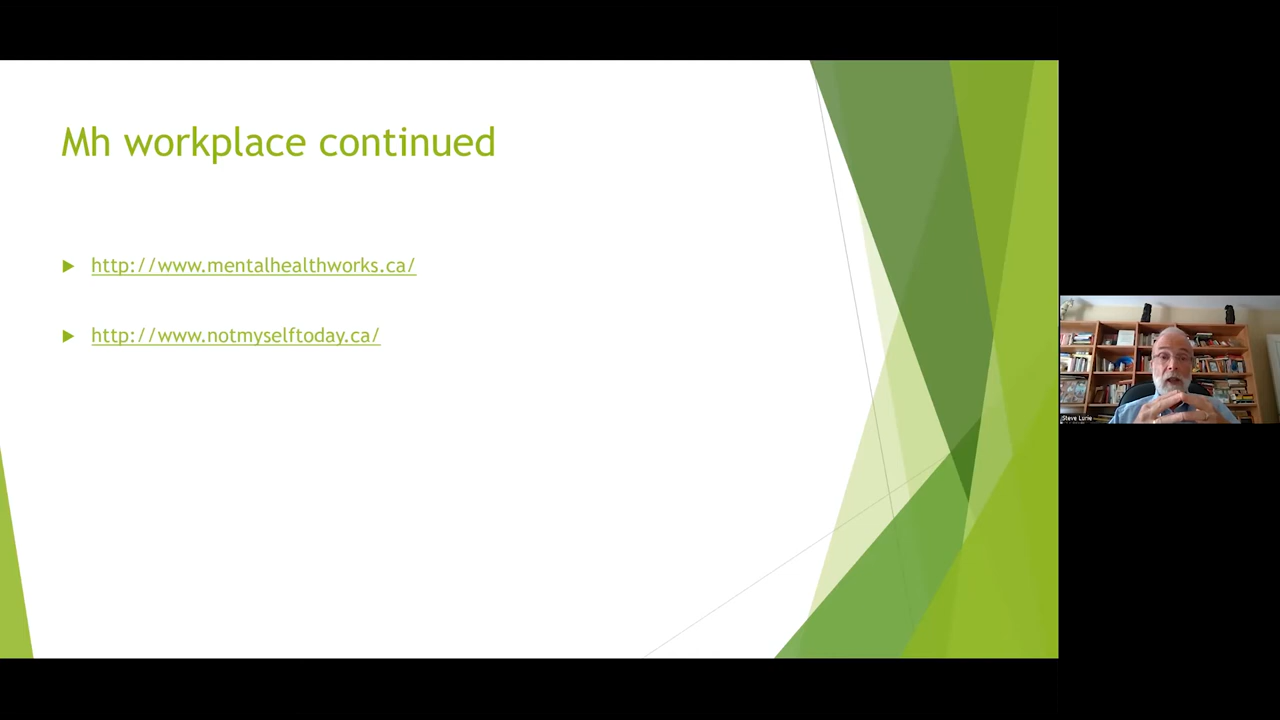 Mh workplace continued
http://www.mentalhealthworks.ca/
http://www.notmyselftoday.ca/
Steve Lurie